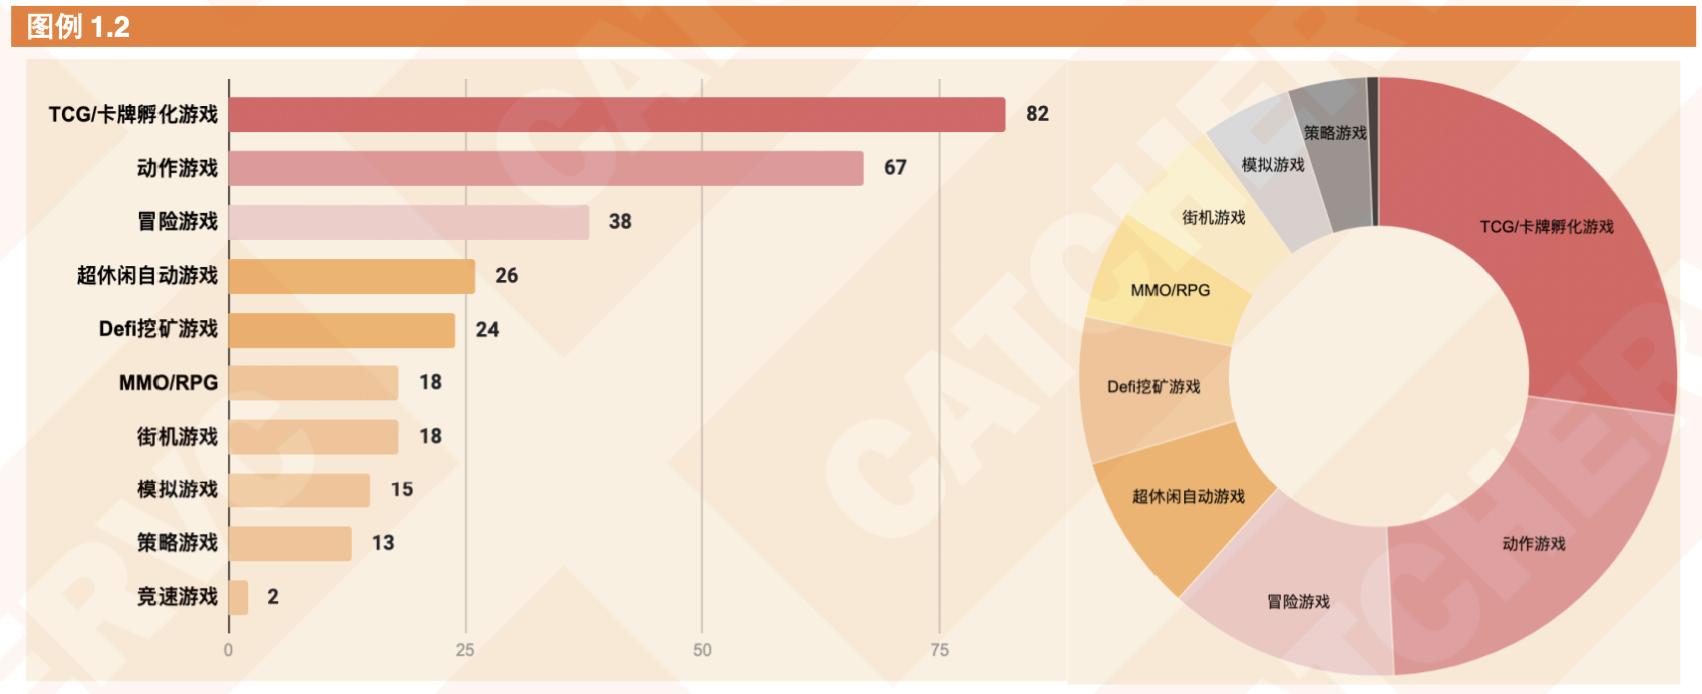 图例 1.2
TCG/卡牌孵化游戏 82
动作游戏 67
冒险游戏 38
超休闲自动游戏 26
Defi挖矿游戏 24
MMO/RPG 18
街机游戏 18
模拟游戏 15
策略游戏 13
竞速游戏 2
0 25 50 75
策略游戏
模拟游戏
街机游戏
TCG/卡牌孵化游戏
MMO/RPG
Defi挖矿游戏
超休闲自动游戏
动作游戏
冒险游戏
CATCHER
CATCHER
CATCHERVC